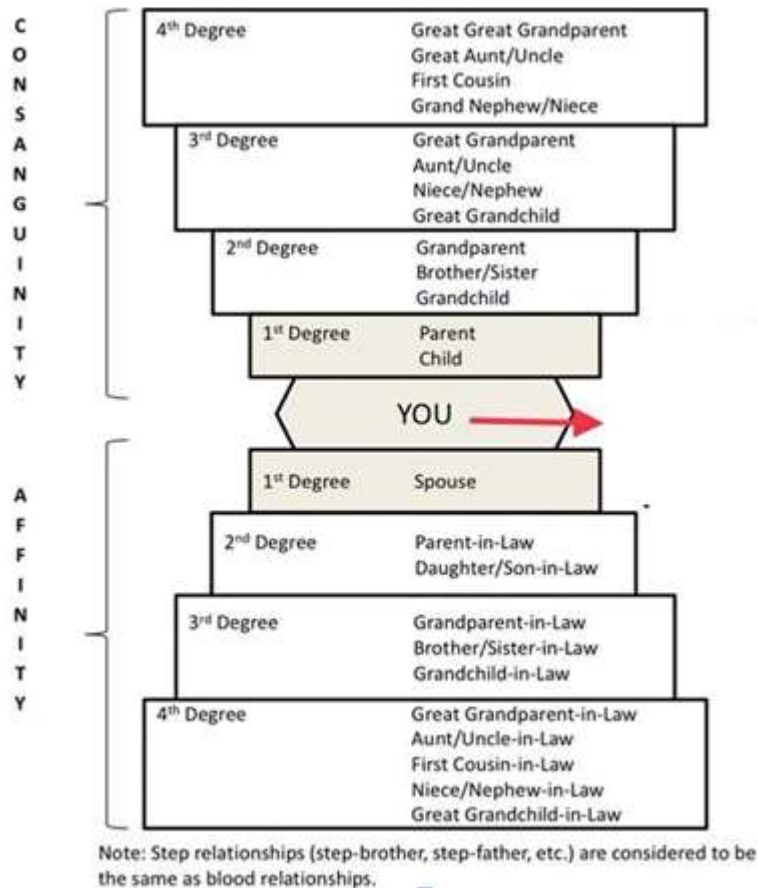 CONSANGUINITY
4th Degree Great Great Grandparent
Great Aunt/Uncle
First Cousin
Grand Nephew/Niece
3rd Degree Great Grandparent
Aunt/Uncle
Niece/Nephew
Great Grandchild
2nd Degree Grandparent
Brother/Sister
Grandchild
1st Degree Parent
Child
YOU
AFFINITY
1st Degree Spouse
2nd Degree Parent-in-Law
Daughter/Son-in-Law
3rd Degree Grandparent-in-Law
Brother/Sister-in-Law
Grandchild-in-Law
4th Degree Great Grandparent-in-Law
Aunt/Uncle-in-Law
First Cousin-in-Law
Niece/Nephew-in-Law
Great Grandchild-in-Law
Note: Step relationships (step-brother, step-father, etc.) are considered to be
the same as blood relationships.